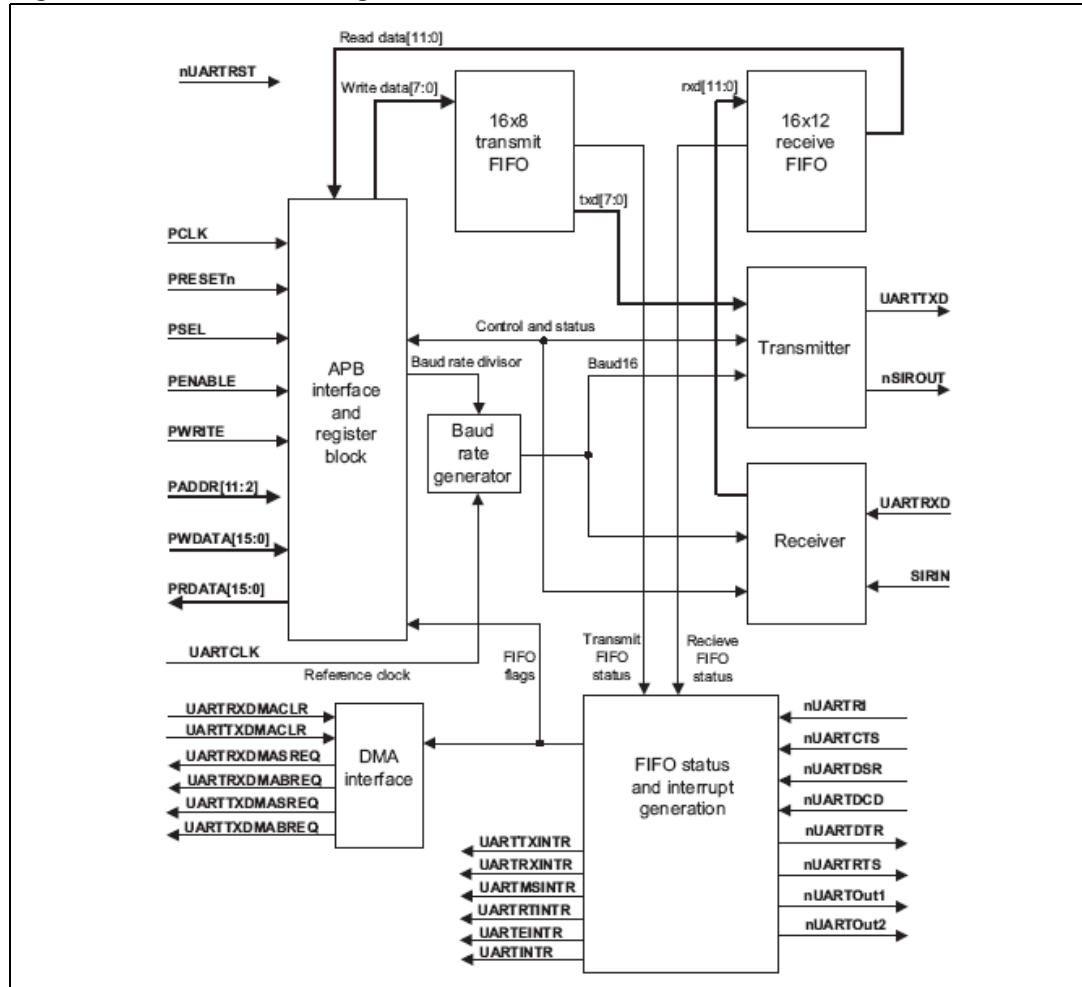 Read data[11:0]
nUARTRST
Write data[7:0]
rxd[11:0]
16x8
transmit
FIFO
16x12
receive
FIFO
txd[7:0]
PCLK
PRESETn
PSEL
PENABLE
PWRITE
PADDR[11:2]
PWDATA[15:0]
PRDATA[15:0]
APB
interface
and
register
block
Control and status
Baud rate divisor
Baud16
Baud
rate
generator
Transmitter
UARTTXD
nSIROUT
Receiver
UARTRXD
SIRIN
UARTCLK
Reference clock
FIFO
flags
Transmit
FIFO
status
Recieve
FIFO
status
UARTRXDMACLR
UARTTXDMACLR
UARTRXDMASREQ
UARTRXDMABREQ
UARTTXDMASREQ
UARTTXDMABREQ
DMA
interface
FIFO status
and interrupt
generation
nUARTRI
nUARTCTS
nUARTDSR
nUARTDCD
nUARTDTR
nUARTRTS
nUARTOut1
nUARTOut2
UARTTXINTR
UARTRXINTR
UARTMSINTR
UARTRTINTR
UARTEINTR
UARTINTR